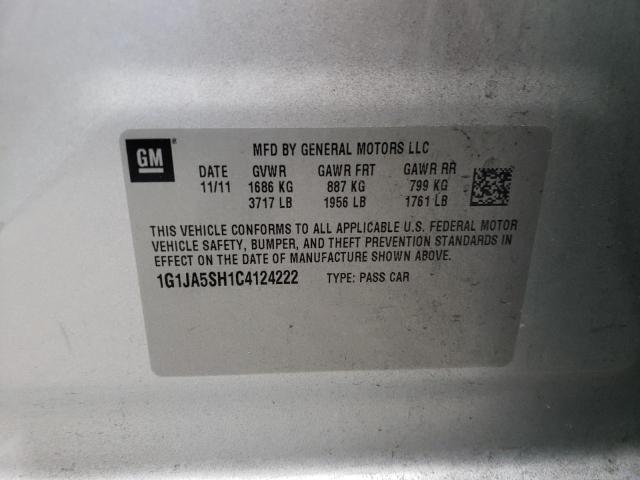 GM
MFD BY GENERAL MOTORS LLC
DATE GVWR GAWR FRT GAWR RR
11/11 1686 KG 887 KG 799 KG
3717 LB 1956 LB 1761 LB
THIS VEHICLE CONFORMS TO ALL APPLICABLE U.S. FEDERAL MOTOR
VEHICLE SAFETY, BUMPER, AND THEFT PREVENTION STANDARDS IN
EFFECT ON THE DATE OF MANUFACTURE SHOWN ABOVE.
1G1JA5SH1C4124222 TYPE: PASS CAR